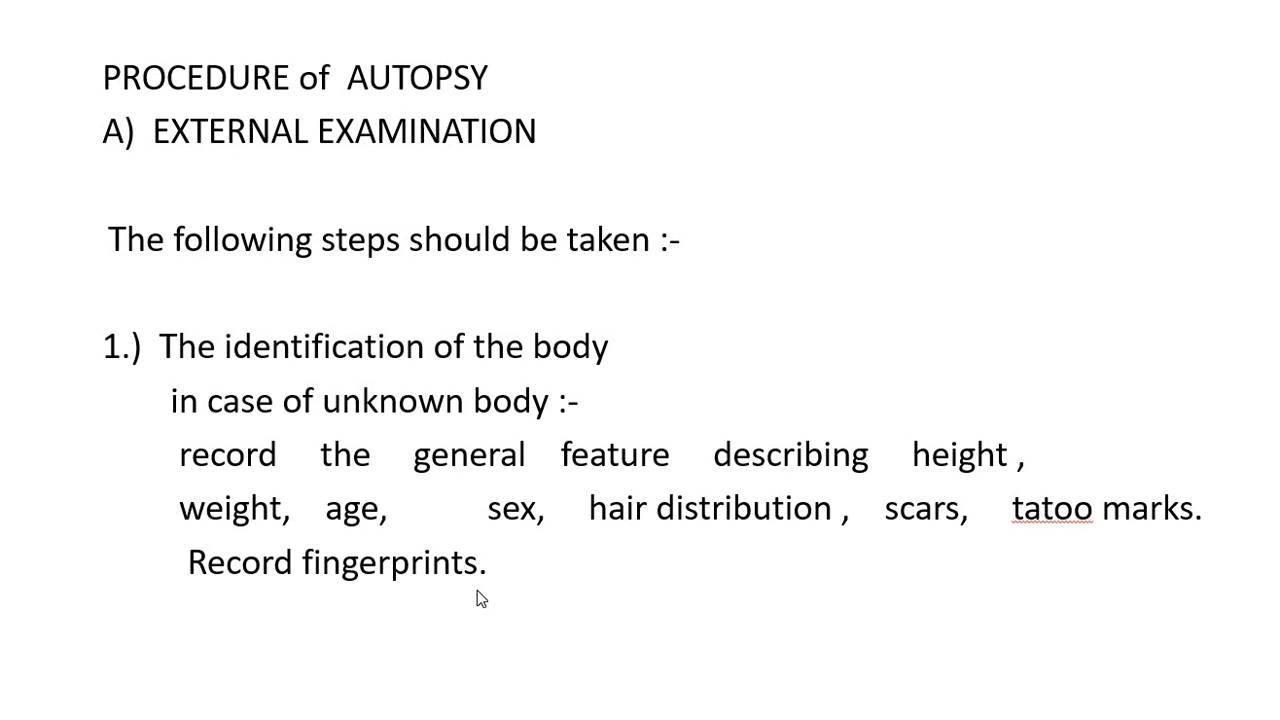 PROCEDURE of AUTOPSY
A) EXTERNAL EXAMINATION
The following steps should be taken :-
1.) The identification of the body
in case of unknown body :-
record the general feature describing height ,
weight, age, sex, hair distribution , scars, tatoo marks.
Record fingerprints.